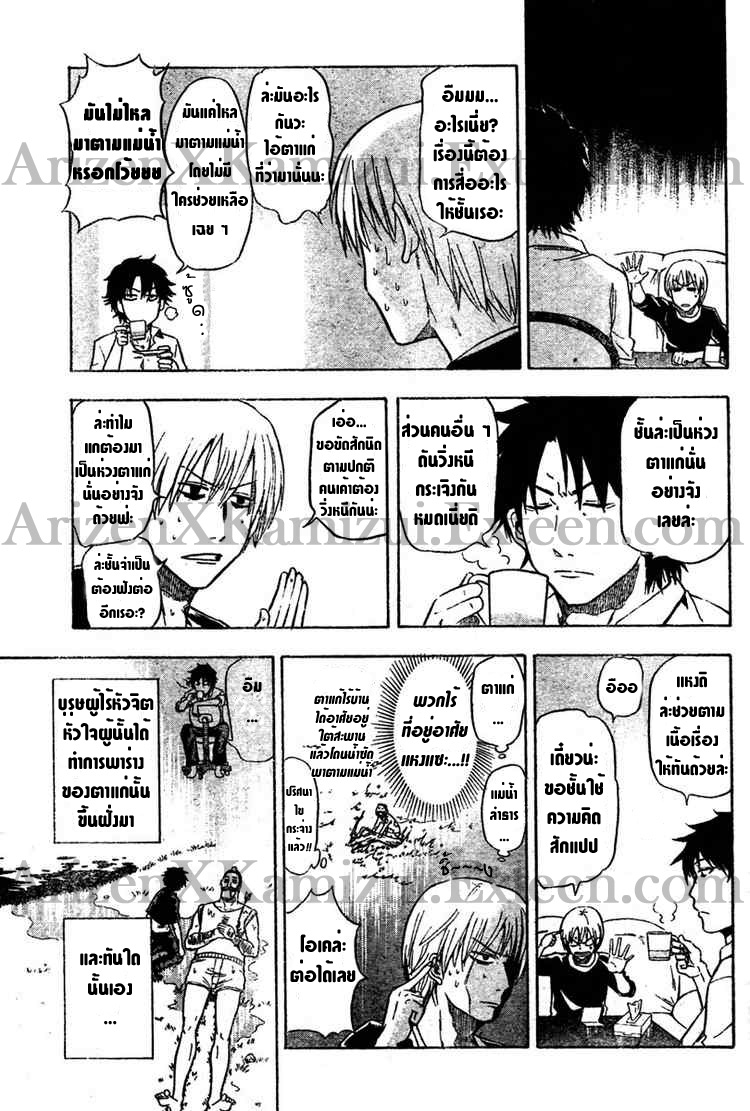 อืมมม...
อะไรเนี่ย?
เรื่องนี้ต้อง
การสื่ออะไร
ให้ชั้นเรอะ:
ล่ะมันอะไร
กันวะ
ไอ้ตาแก่
ที่ว่ามานั่นนะ:
มันแค่ไหล
มาตามแม่น้ำ
โดยไม่มี
ใครช่วยเหลือ
เฉย ๆ
มันไม่ไหล
มาตามแม่น้ำ
หรอกโว้ยยย
ซู้ด
ArizenXKamizui.Exteen.com
ชั้นล่ะเป็นห่วง
ตาแก่นั่น
อย่างจัง
เลยล่ะ
ส่วนคนอื่น ๆ
ดันวิ่งหนี
กระเจิงกัน
หมดเนี่ยดิ
เอ่อ...
ขอขัดสักนิด
ตามปกติ
คนเค้าต้อง
วิ่งหนีกันนะ:
ล่ะทำไม
แกต้องมา
เป็นห่วงตาแก่
นั่นอย่างจัง
ด้วยฟะ:
ล่ะชั้นจำเป็น
ต้องฟังต่อ
อีกเรอะ?
ArizenXKamizui.Exteen.com
แหงดิ
ล่ะช่วยตาม
เนื้อเรื่อง
ให้ทันด้วยล่ะ:
อืออ
เดี๋ยวน่ะ:
ขอชั้นใช้
ความคิด
สักแปป
ตาแก่
...
แม่น้ำ
ลำธาร
...
พวกไร้
ที่อยู่อาศัย
แหงแซะ...!!
ตาแก่ไร้บ้าน
ได้อาศัยอยู่
ใต้สะพาน
แล้วโดนน้ำซัด
พาตามแม่น้ำ
ปริศนา
ไข
กระจ่าง
แล้ว!!
โอเคล่ะ:
ต่อได้เลย
อืม
...
บุรุษผู้ไร้หัวจิต
หัวใจผู้นั้นได้
ทำการพาร่าง
ของตาแก่นั้น
ขึ้นฝั่งมา
และทันใด
นั้นเอง
...
ArizenXKamizui.Exteen.com